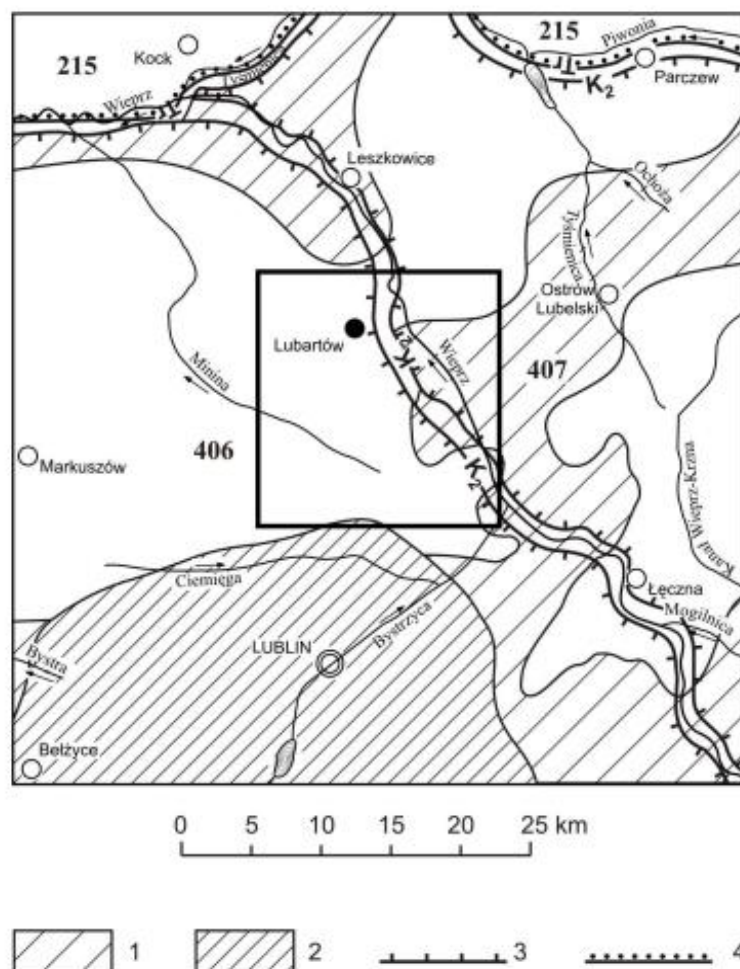 215
Kock
Wieprz
Tyśmienica
215
Piwonia
Parczew
K2
Leszkowice
Ochoża
Tyśmienica
Ostrów
Lubelski
Lubartów
Wieprz
407
Minina
406
Markuszów
K2
Kanał Wieprz-Krzna
Ciemięga
Łęczna
Mogilnica
Bystrzyca
LUBLIN
Bystra
Bełżyce
0 5 10 15 20 25 km
1 2 3 4